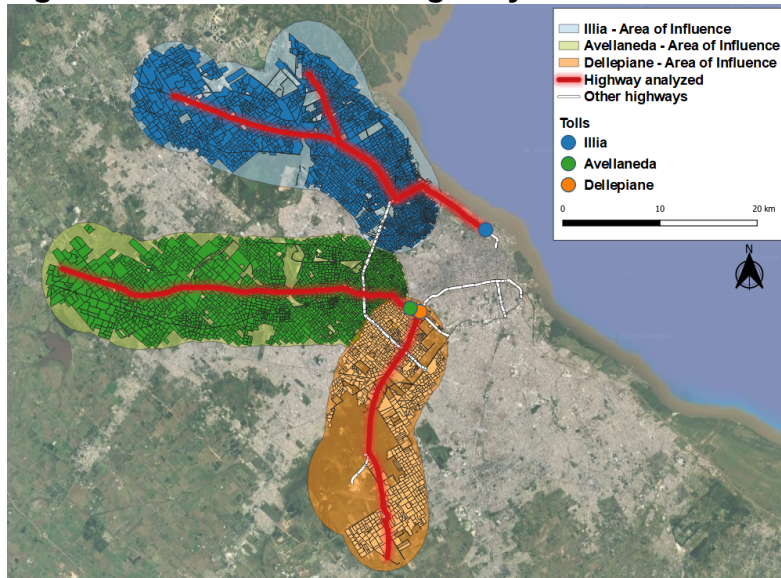 Illia - Area of Influence
Avellaneda - Area of Influence
Dellepiane - Area of Influence
Highway analyzed
Other highways
Tolls
Illia
Avellaneda
Dellepiane
0 10 20 km
N